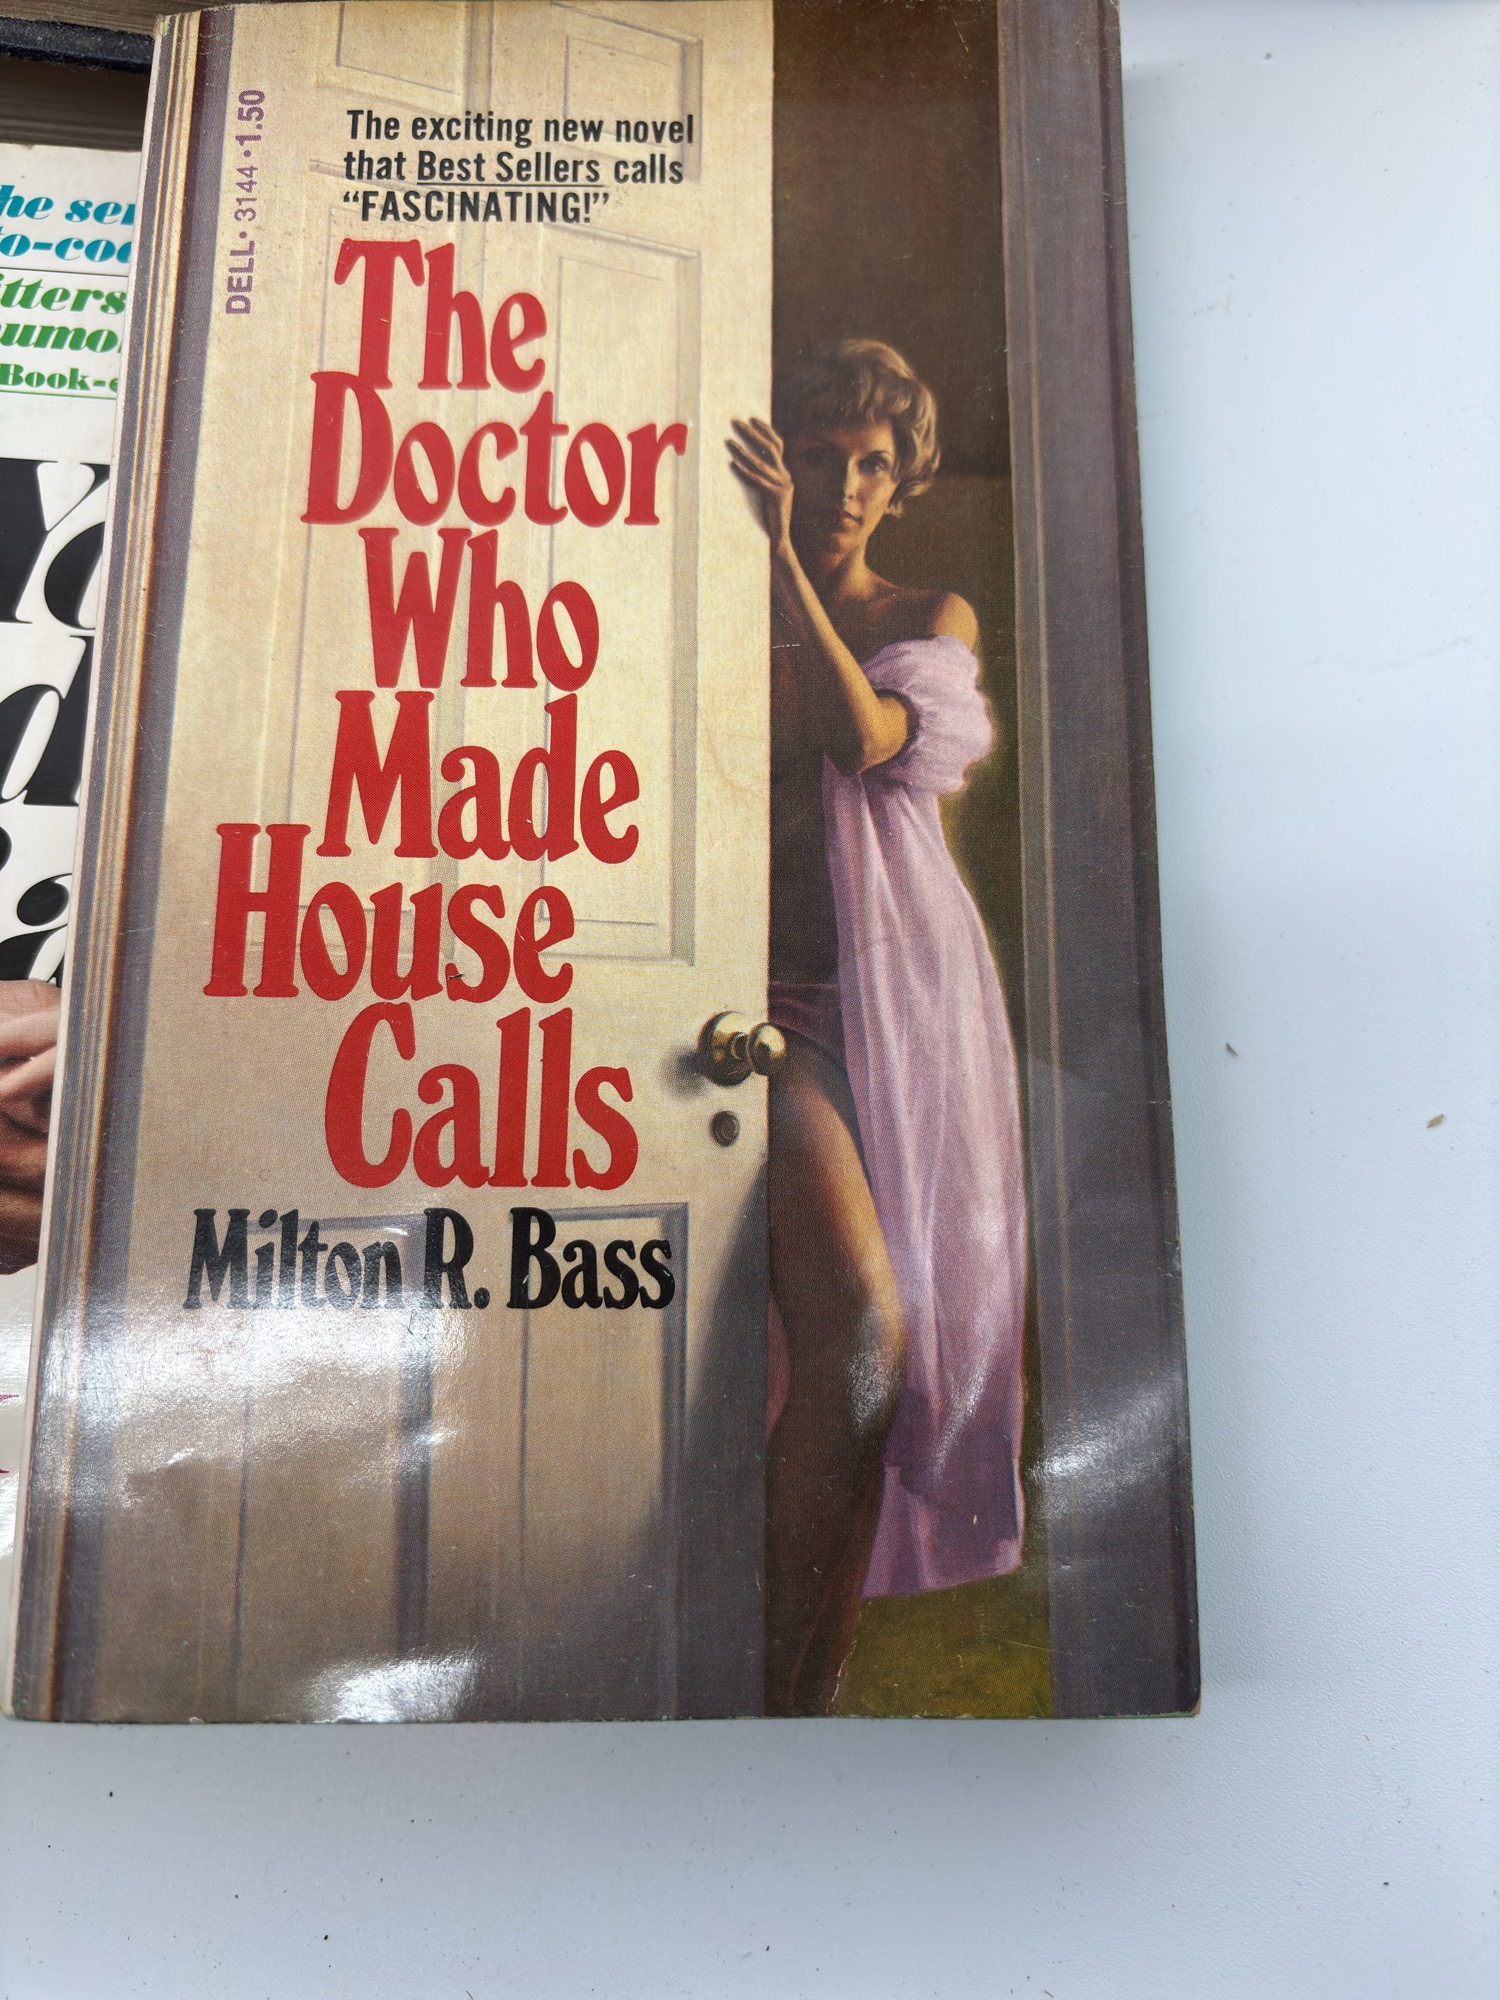 DELL · 3144 · 1.50
The exciting new novel
that Best Sellers calls
“FASCINATING!”
The
Doctor
Who
Made
House
Calls
Milton R. Bass
Book-